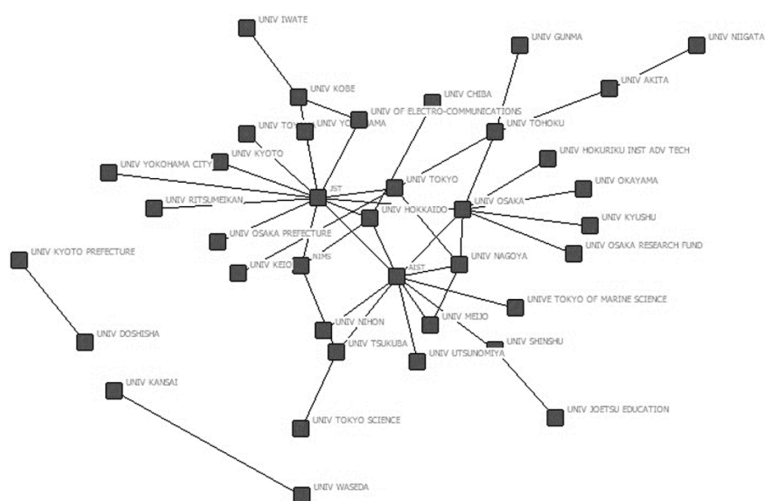 UNIV IWATE
UNIV GUNMA
UNIV NIIGATA
UNIV AKITA
UNIV KOBE
UNIV CHIBA
UNIV OF ELECTRO-COMMUNICATIONS
UNIV TOHOKU
UNIV
UNIV
UNIV KYOTO
UNIV HOKURIKU INST ADV TECH
UNIV YOKOHAMA CITY
UNIV TOKYO
UNIV OKAYAMA
JST
UNIV RITSUMEIKAN
UNIV OSAKA
UNIV HOKKAIDO
UNIV KYUSHU
UNIV OSAKA PREFECTURE
UNIV OSAKA RESEARCH FUND
UNIV KYOTO PREFECTURE
UNIV KEIO
NIMS
AIST
UNIV NAGOYA
UNIVE TOKYO OF MARINE SCIENCE
UNIV NIHON
UNIV MEIJO
UNIV DOSHISHA
UNIV TSUKUBA
UNIV SHINSHU
UNIV UTSUNOMIYA
UNIV KANSAI
UNIV JOETSU EDUCATION
UNIV TOKYO SCIENCE
UNIV WASEDA